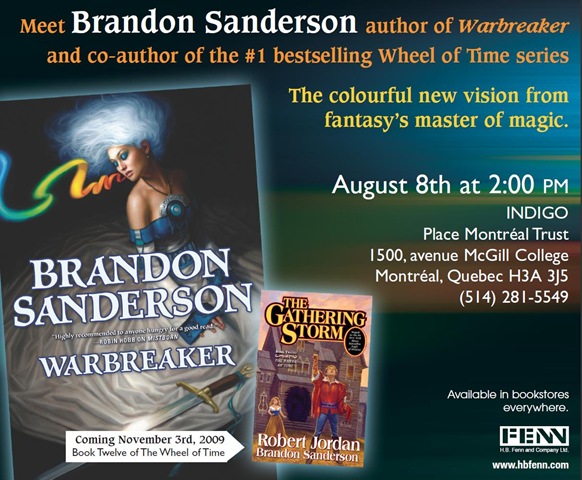 Meet Brandon Sanderson author of Warbreaker
and co-author of the #1 bestselling Wheel of Time series
The colourful new vision from
fantasy's master of magic.
August 8th at 2:00 PM
INDIGO
Place Montréal Trust
1500, avenue McGill College
Montréal, Quebec H3A 3J5
(514) 281-5549
BRANDON
SANDERSON
"Highly recommended to anyone hungry for a good read."
—ROBIN HOBB ON MISTBORN
WARBREAKER
THE
GATHERING
STORM
Robert Jordan
Brandon Sanderson
Coming November 3rd, 2009
Book Twelve of The Wheel of Time
Available in bookstores
everywhere.
FENN
H.B. Fenn and Company Ltd.
www.hbfenn.com